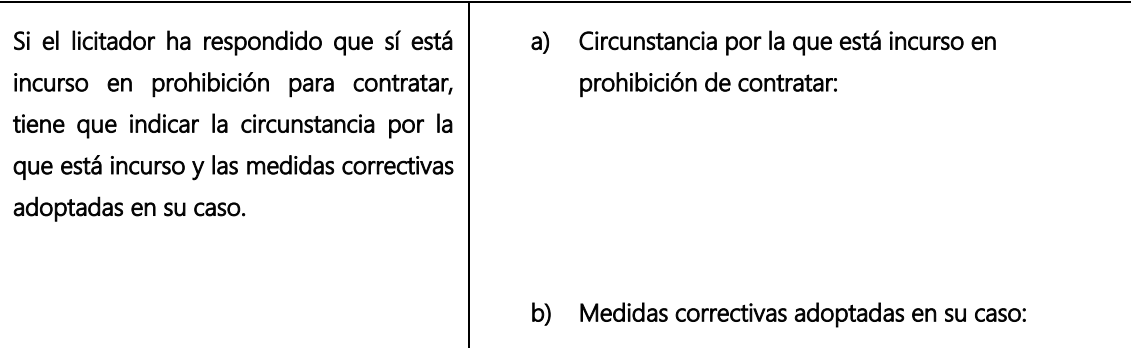 Si el licitador ha respondido que sí está
incurso en prohibición para contratar,
tiene que indicar la circunstancia por la
que está incurso y las medidas correctivas
adoptadas en su caso.
a) Circunstancia por la que está incurso en
prohibición de contratar:
b) Medidas correctivas adoptadas en su caso: